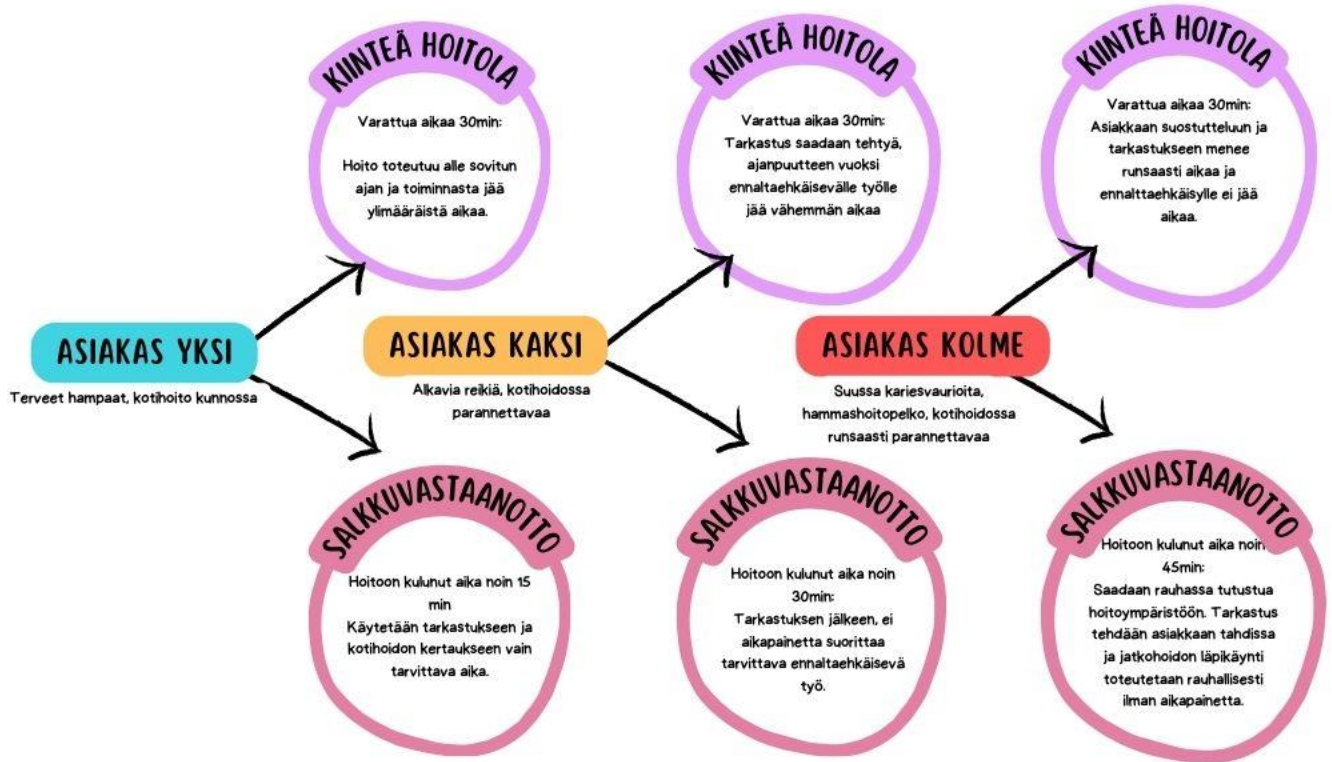 KIINTEÄ HOITOLA
Varattua aikaa 30min:
Hoito toteutuu alle sovitun
ajan ja toiminnasta jää
ylimääräistä aikaa.
KIINTEÄ HOITOLA
Varattua aikaa 30min:
Tarkastus saadaan tehtyä,
ajanpuutteen vuoksi
ennaltaehkäisevälle työlle
jää vähemmän aikaa
KIINTEÄ HOITOLA
Varattua aikaa 30min:
Asiakkaan suostutteluun ja
tarkastukseen menee
runsaasti aikaa ja
ennalttaehkäisylle ei jää
aikaa.
ASIAKAS YKSI
Terveet hampaat, kotihoito kunnossa
ASIAKAS KAKSI
Alkavia reikiä, kotihoidossa
parannettavaa
ASIAKAS KOLME
Suussa kariesvaurioita,
hammashoitopelko, kotihoidossa
runsaasti parannettavaa
SALKKUVASTAANOTTO
Hoitoon kulunut aika noin 15
min
Käytetään tarkastukseen ja
kotihoidon kertaukseen vain
tarvittava aika.
SALKKUVASTAANOTTO
Hoitoon kulunut aika noin
30min:
Tarkastuksen jälkeen, ei
aikapainetta suorittaa
tarvittava ennaltaehkäisevä
työ.
SALKKUVASTAANOTTO
Hoitoon kulunut aika noin
45min:
Saadaan rauhassa tutustua
hoitoympäristöön. Tarkastus
tehdään asiakkaan tahdissa
ja jatkohoidon läpikäynti
toteutetaan rauhallisesti
ilman aikapainetta.